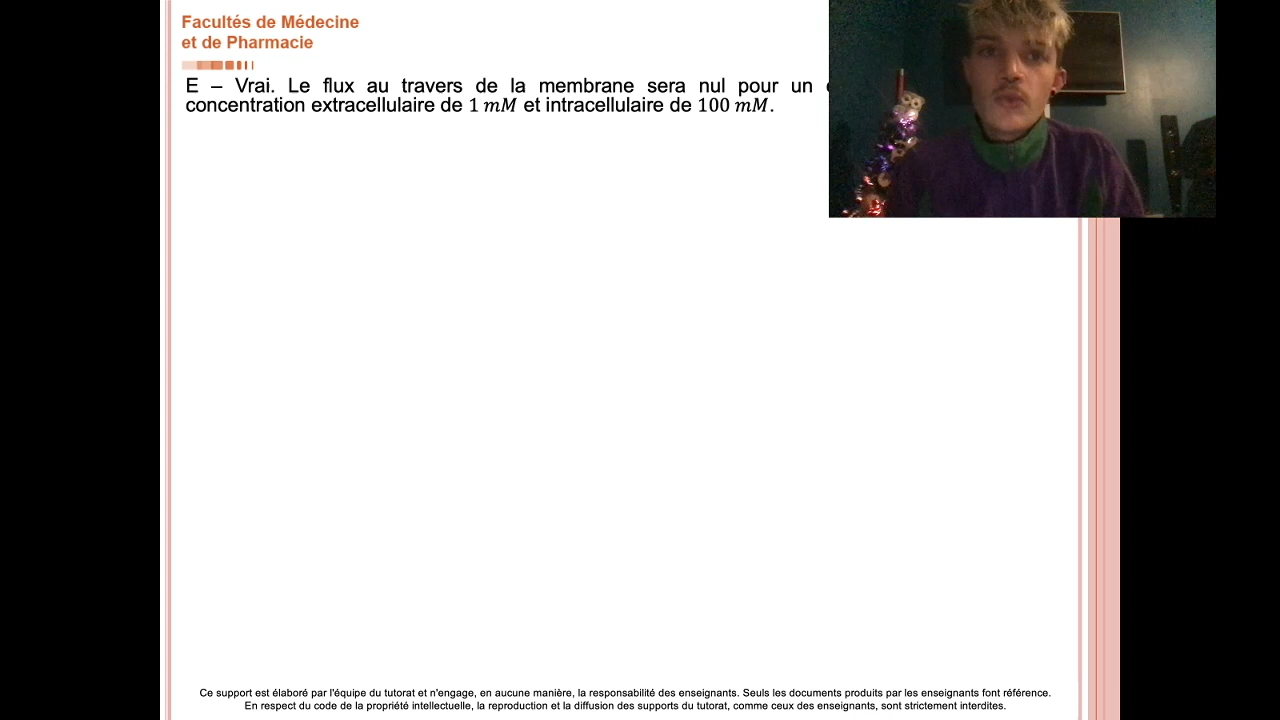 Facultés de Médecine
et de Pharmacie
E – Vrai. Le flux au travers de la membrane sera nul pour un
concentration extracellulaire de 1 mM et intracellulaire de 100 mM.
Ce support est élaboré par l'équipe du tutorat et n'engage, en aucune manière, la responsabilité des enseignants. Seuls les documents produits par les enseignants font référence.
En respect du code de la propriété intellectuelle, la reproduction et la diffusion des supports du tutorat, comme ceux des enseignants, sont strictement interdites.